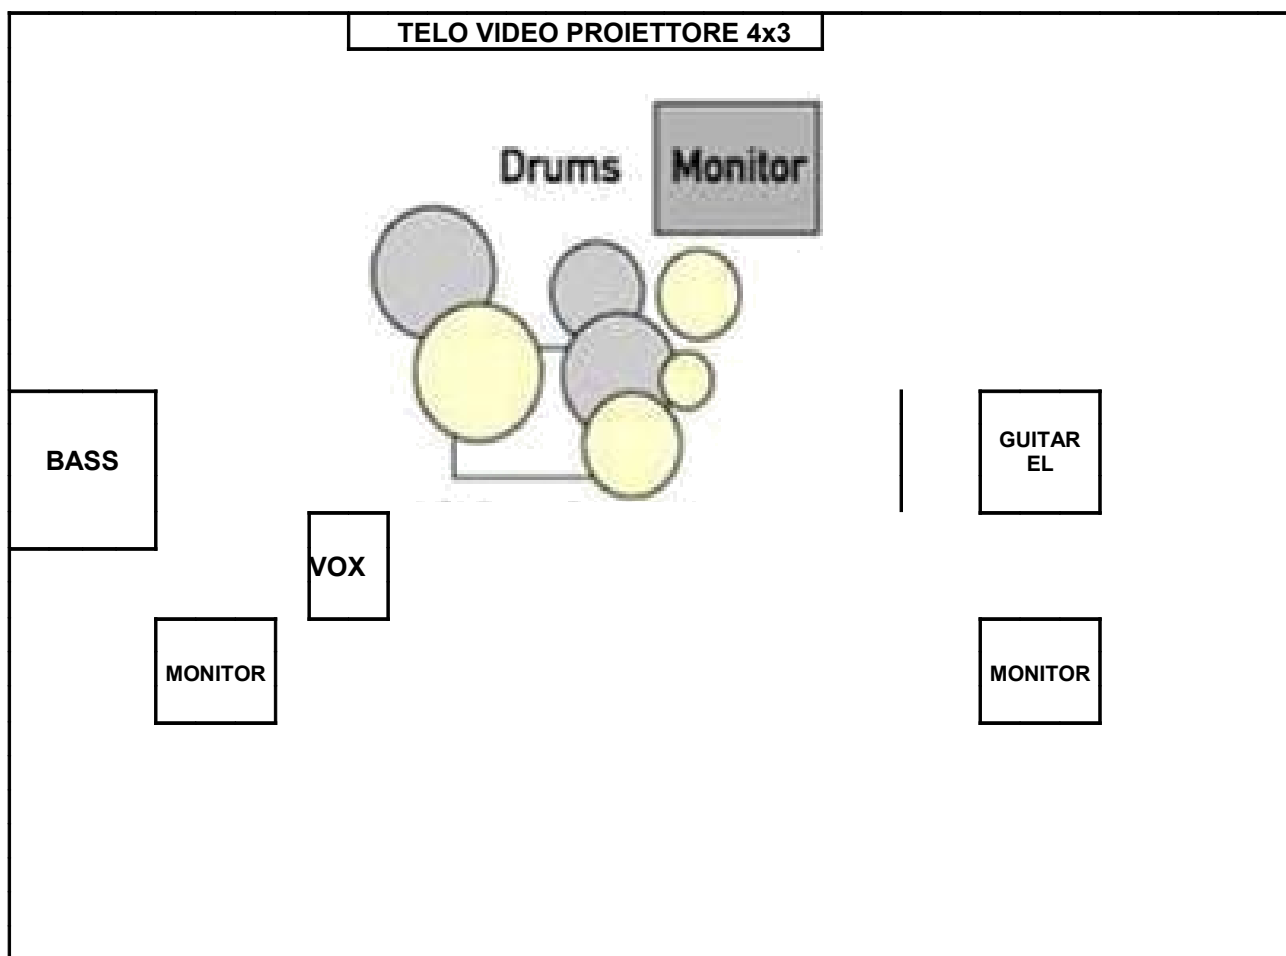 TELO VIDEO PROIETTORE 4x3
Drums
Monitor
BASS
GUITAR
EL
VOX
MONITOR
MONITOR